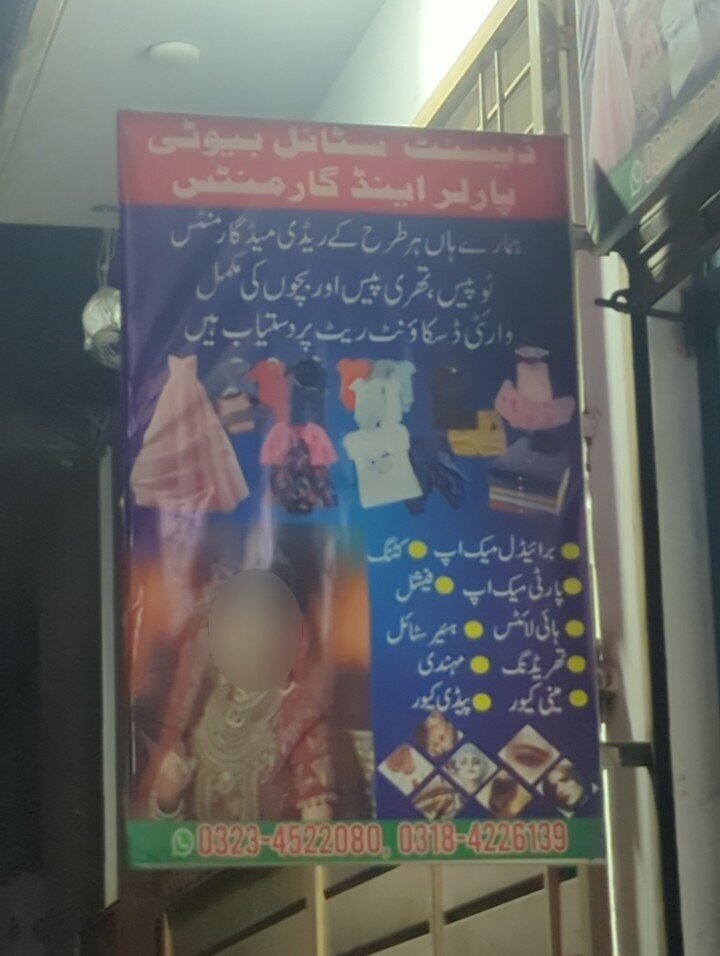 ڈیسنٹ سٹائل بیوٹی
پارلر اینڈ گارمنٹس
ہمارے ہاں ہر طرح کے ریڈی میڈ گارمنٹس
ٹو پیس، تھری پیس اور بچوں کی مکمل
وارئٹی ڈسکاؤنٹ ریٹ پر دستیاب ہیں
برائیڈل میک اپ کٹنگ
پارٹی میک اپ فیشل
ہائی لائٹس ہیئر سٹائل
تھریڈنگ مہندی
مینی کیور پیڈی کیور
0323-4522080, 0318-4226139